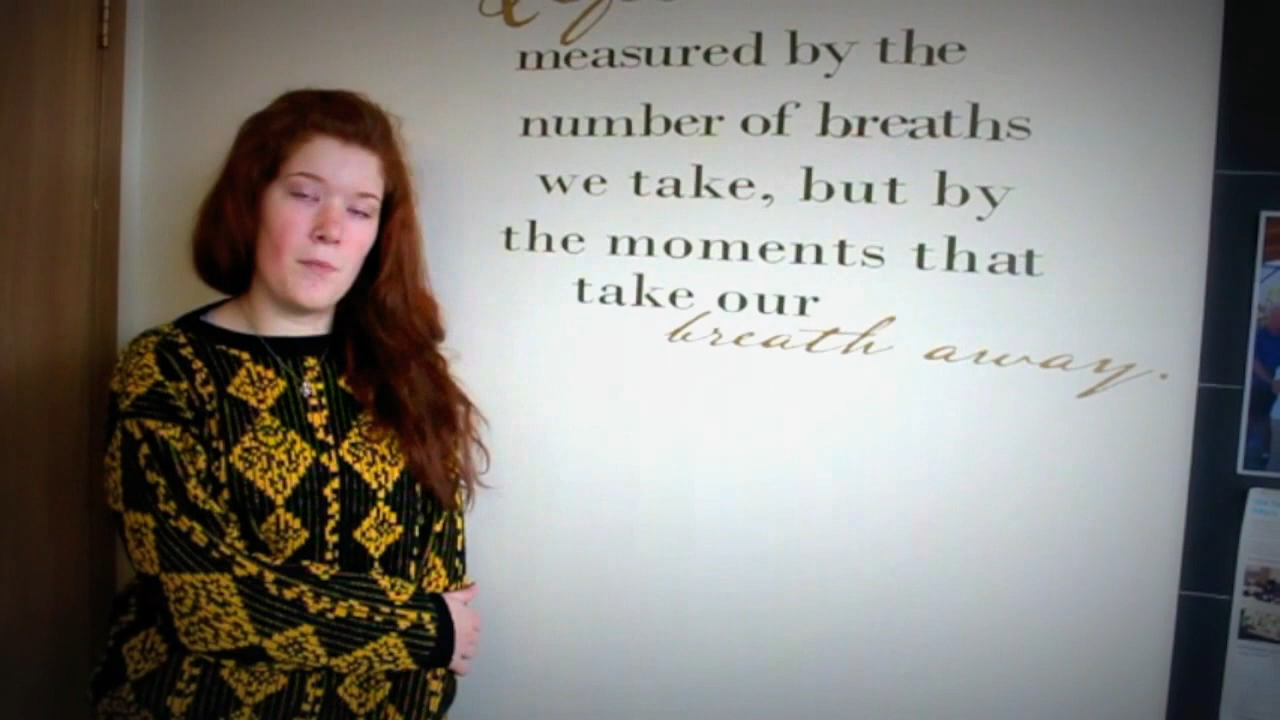 measured by the
number of breaths
we take, but by
the moments that
take our
breath away.